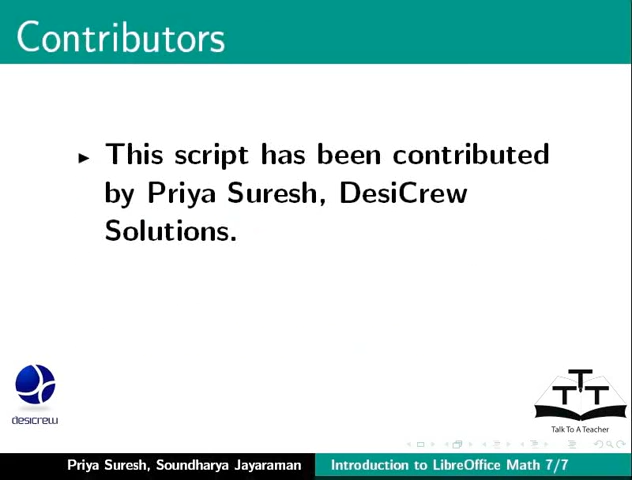 Contributors
This script has been contributed
by Priya Suresh, DesiCrew
Solutions.
desicrew
TTT
Talk To A Teacher
Priya Suresh, Soundharya Jayaraman
Introduction to LibreOffice Math 7/7